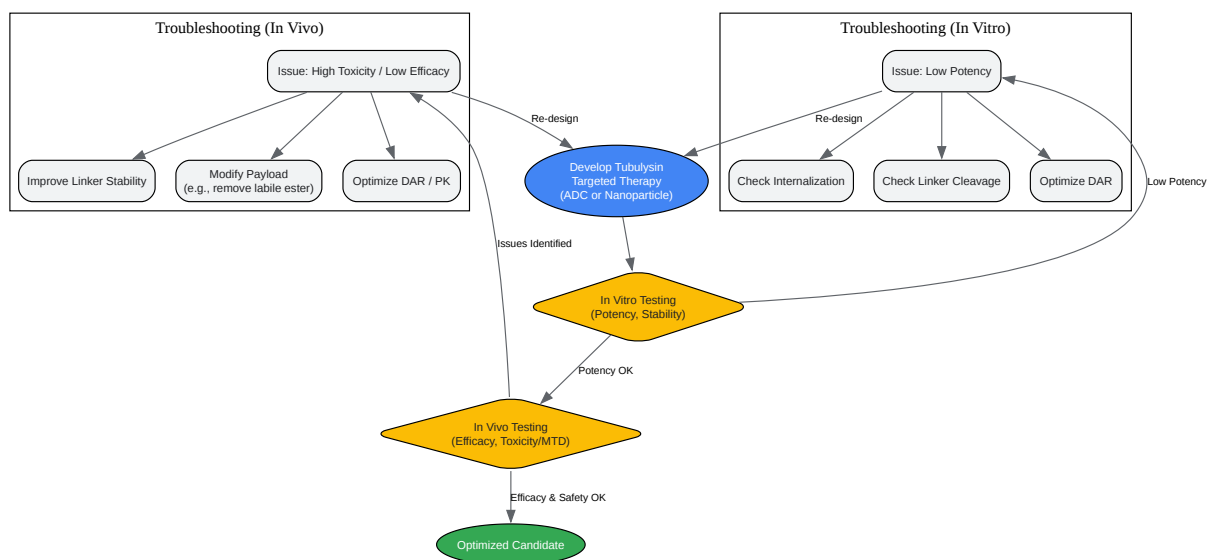 Troubleshooting (In Vivo)
Troubleshooting (In Vitro)
Issue: High Toxicity / Low Efficacy
Issue: Low Potency
Re-design
Re-design
Improve Linker Stability
Modify Payload
(e.g., remove labile ester)
Optimize DAR / PK
Develop Tubulysin
Targeted Therapy
(ADC or Nanoparticle)
Check Internalization
Check Linker Cleavage
Optimize DAR
Low Potency
Issues Identified
In Vitro Testing
(Potency, Stability)
Potency OK
In Vivo Testing
(Efficacy, Toxicity/MTD)
Efficacy & Safety OK
Optimized Candidate